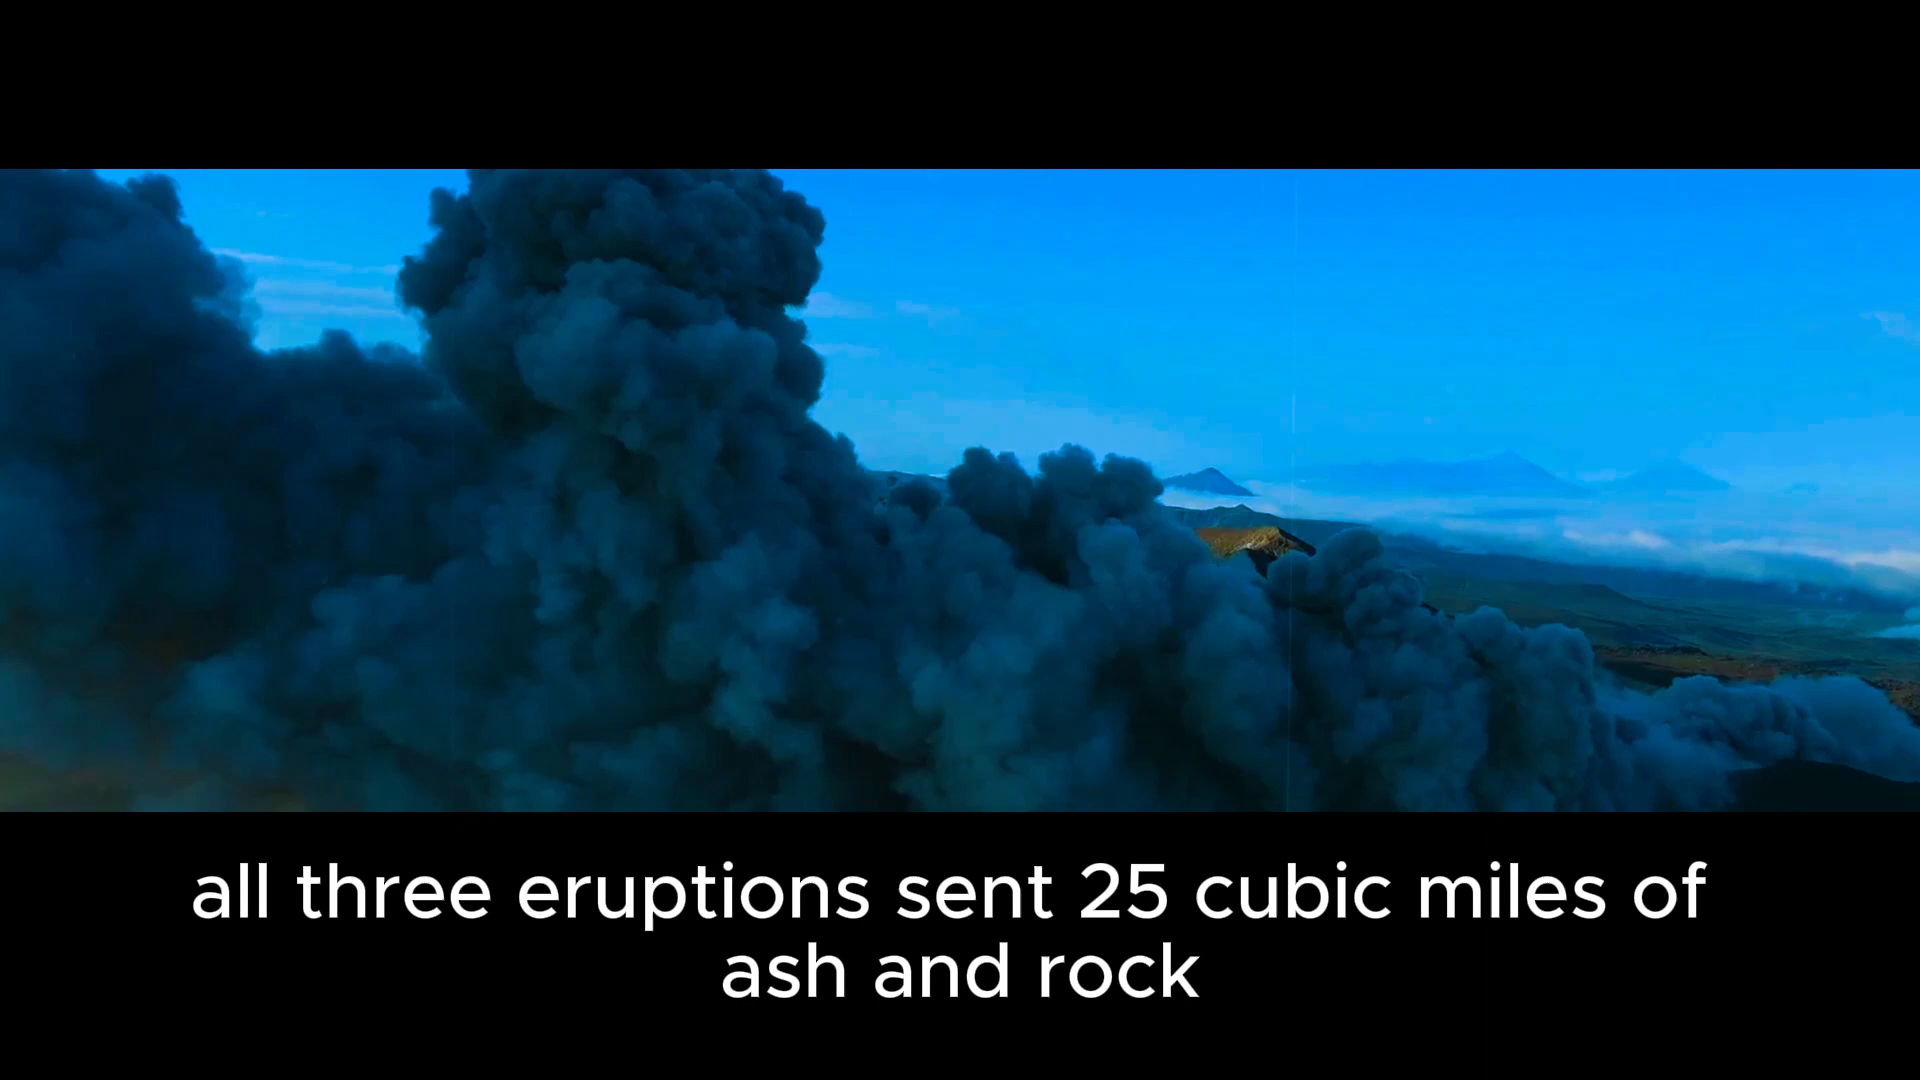 all three eruptions sent 25 cubic miles of
ash and rock